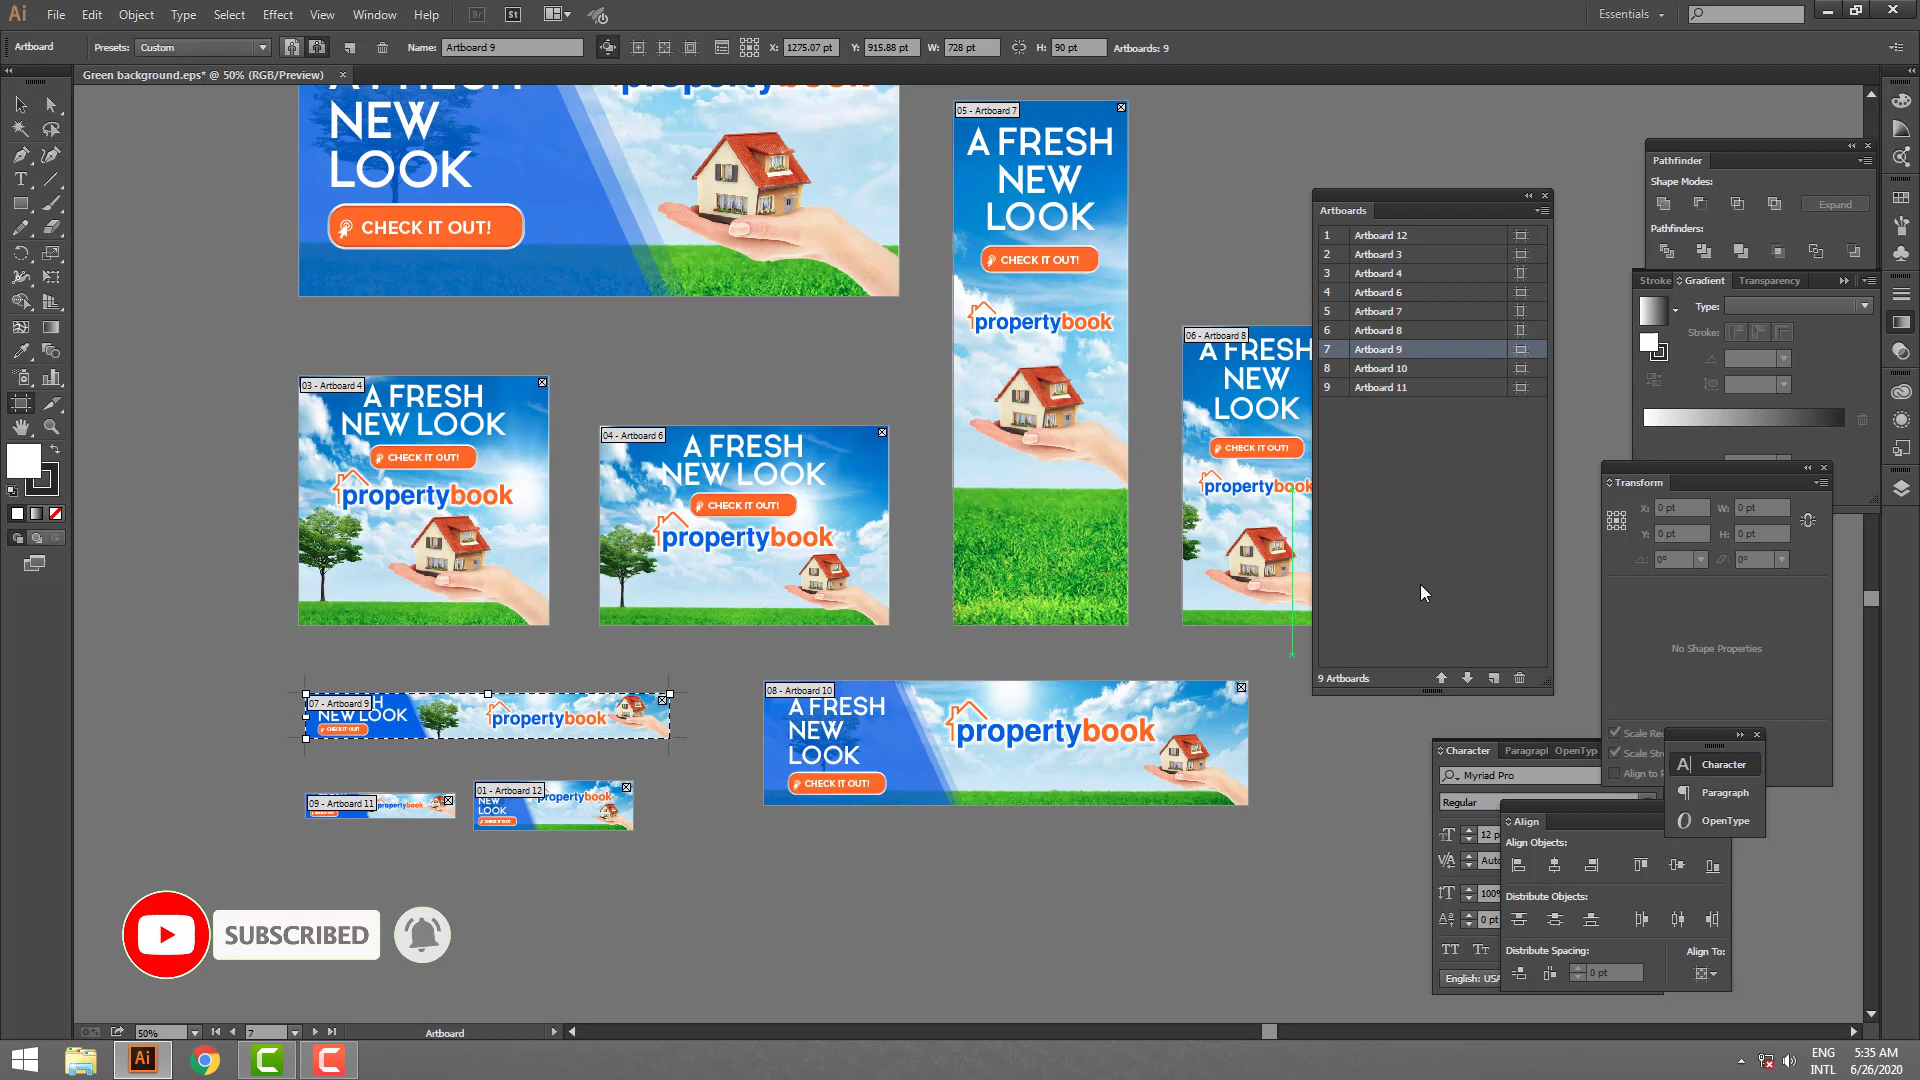 Ai File Edit Object Type Select Effect View Window Help Br St Essentials
Artboard Presets: Custom Name: Artboard 9 X: 1275.07 pt Y: 915.88 pt W: 728 pt H: 90 pt Artboards: 9
Green background.eps* @ 50% (RGB/Preview)
NEW
LOOK
CHECK IT OUT!
05 - Artboard 7
A FRESH
NEW
LOOK
CHECK IT OUT!
propertybook
03 - Artboard 4
A FRESH
NEW LOOK
CHECK IT OUT!
propertybook
04 - Artboard 6
A FRESH
NEW LOOK
CHECK IT OUT!
propertybook
06 - Artboard 8
A FRESH
NEW
LOOK
CHECK IT OUT!
propertybook
07 - Artboard 9
NEW LOOK
CHECK IT OUT!
propertybook
08 - Artboard 10
A FRESH
NEW
LOOK
CHECK IT OUT!
propertybook
09 - Artboard 11
propertybook
01 - Artboard 12
NEW
LOOK
CHECK IT OUT!
propertybook
SUBSCRIBED
Artboards
1 Artboard 12
2 Artboard 3
3 Artboard 4
4 Artboard 6
5 Artboard 7
6 Artboard 8
7 Artboard 9
8 Artboard 10
9 Artboard 11
9 Artboards
Pathfinder
Shape Modes:
Expand
Pathfinders:
Stroke Gradient Transparency
Type:
Stroke:
Transform
X: 0 pt W: 0 pt
Y: 0 pt H: 0 pt
0° 0°
No Shape Properties
Scale Rec
Scale Str
Align to P
Character Paragraph OpenTyp
Myriad Pro
Regular
12 p
Auto
100%
0 pt
English: USA
Character
Paragraph
OpenType
Align
Align Objects:
Distribute Objects:
Distribute Spacing: Align To:
0 pt
50% 7 Artboard
Ai
ENG 5:35 AM
INTL 6/26/2020